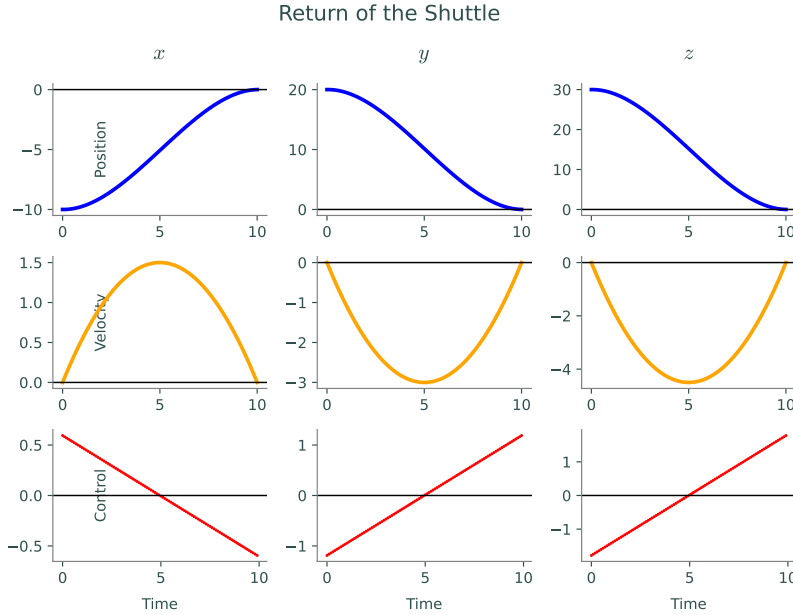 Return of the Shuttle
x y z
0 20 30
Position
−5 10 20
10
−10 0 0
0 5 10 0 5 10 0 5 10
1.5 0 0
1.0 −1 −2
Velocity
0.5 −2 −4
0.0 −3
0 5 10 0 5 10 0 5 10
0.5 1 1
Control
0.0 0 0
−0.5 −1 −1
0 5 10 0 5 10 0 5 10
Time Time Time